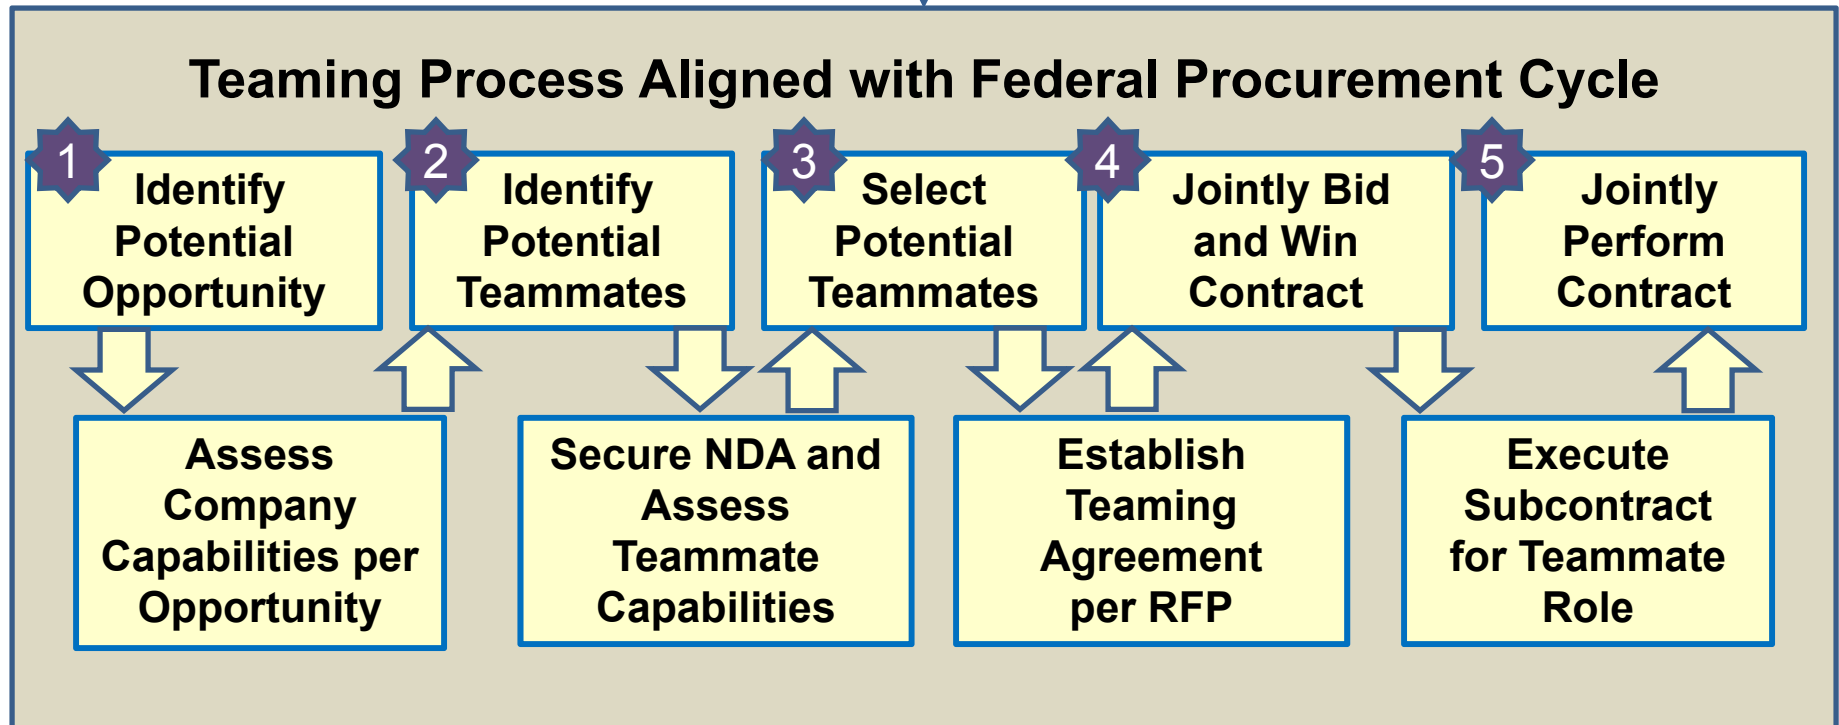 Teaming Process Aligned with Federal Procurement Cycle
1
Identify
Potential
Opportunity
2
Identify
Potential
Teammates
3
Select
Potential
Teammates
4
Jointly Bid
and Win
Contract
5
Jointly
Perform
Contract
Assess
Company
Capabilities per
Opportunity
Secure NDA and
Assess
Teammate
Capabilities
Establish
Teaming
Agreement
per RFP
Execute
Subcontract
for Teammate
Role